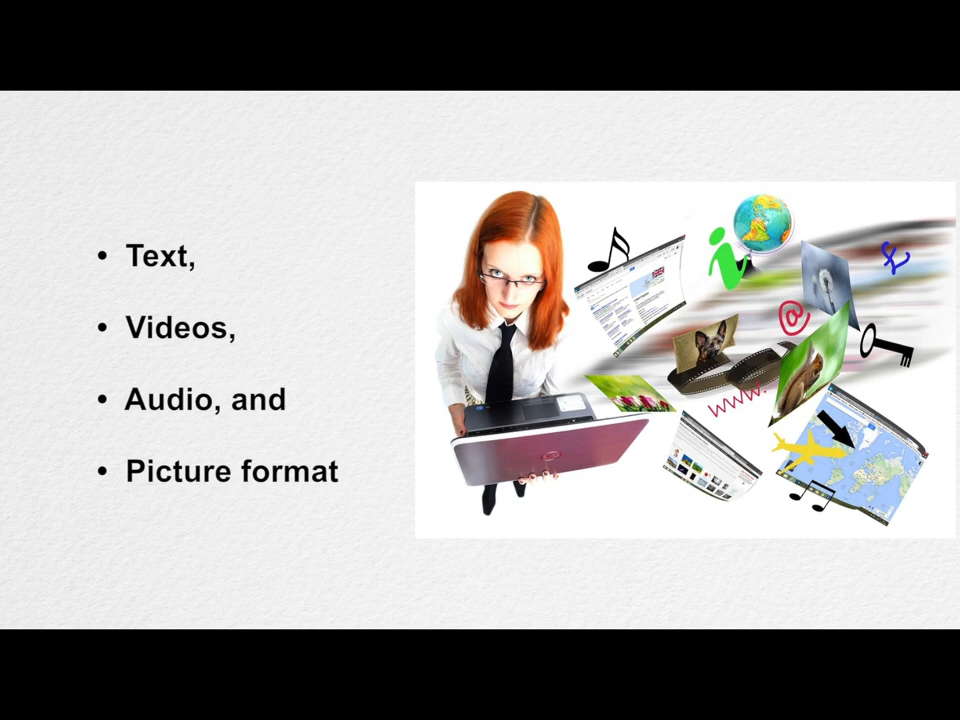 • Text,
• Videos,
• Audio, and
• Picture format
i
£
@
www.